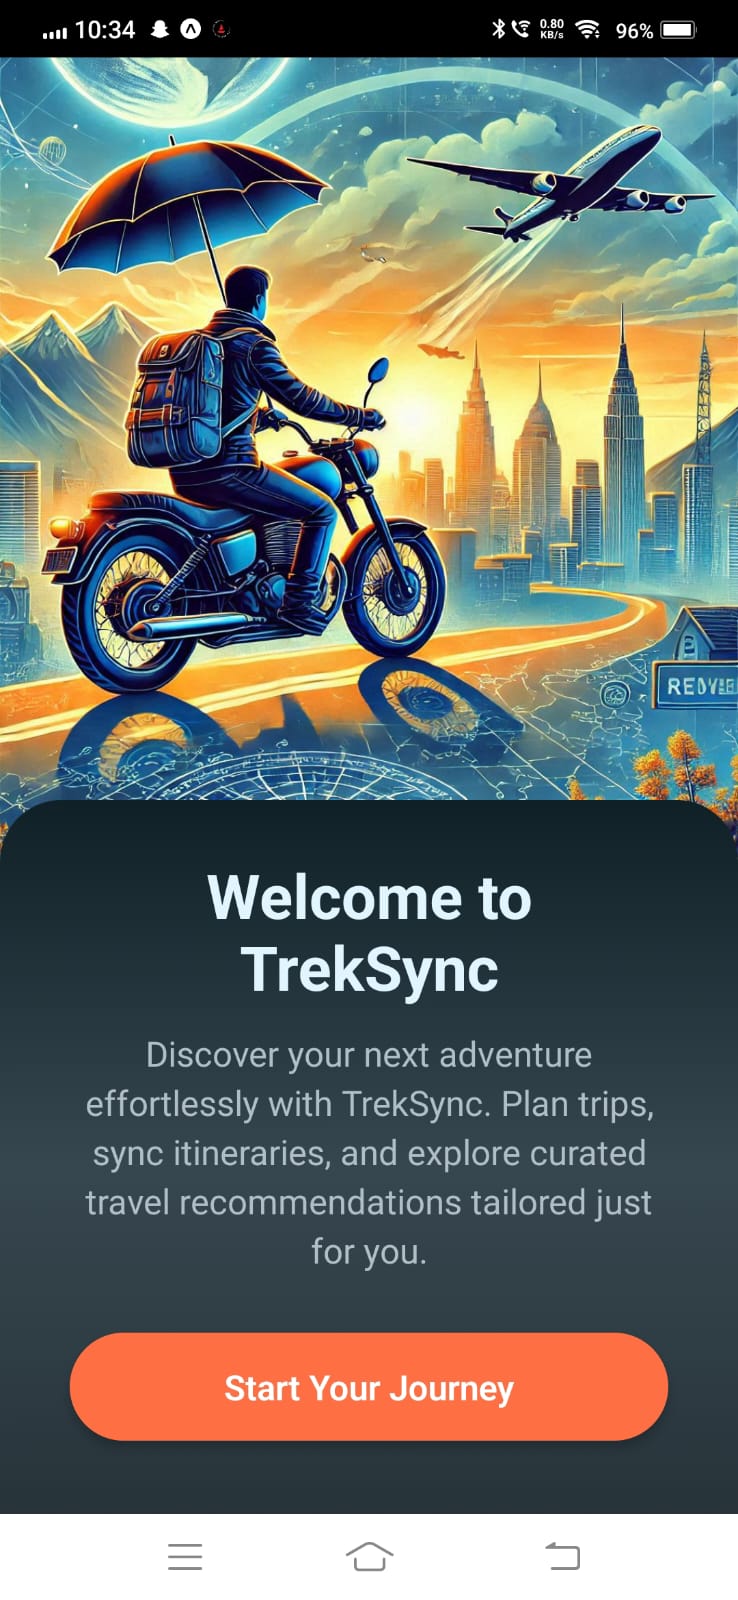 10:34
0.80
KB/s
96%
Welcome to
TrekSync
Discover your next adventure
effortlessly with TrekSync. Plan trips,
sync itineraries, and explore curated
travel recommendations tailored just
for you.
Start Your Journey